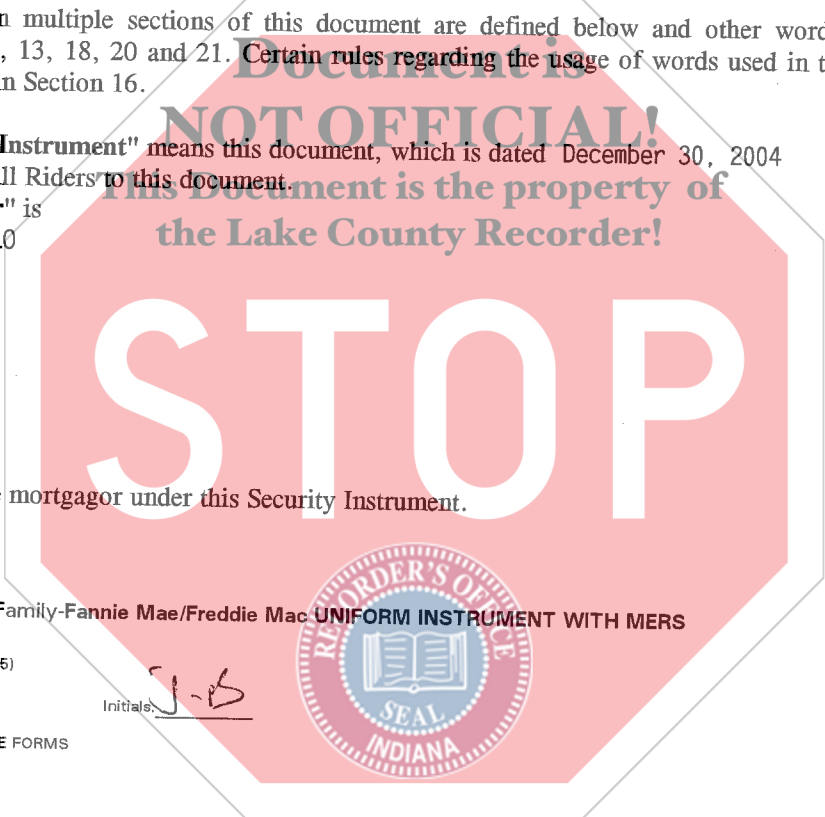 n multiple sections of this document are defined below and other word
, 13, 18, 20 and 21. Certain rules regarding the usage of words used in t
n Section 16.
Document is
NOT OFFICIAL!
This Document is the property of
the Lake County Recorder!
Instrument" means this document, which is dated December 30, 2004
ll Riders to this document.
" is
.0
STOP
mortgagor under this Security Instrument.
Family-Fannie Mae/Freddie Mac UNIFORM INSTRUMENT WITH MERS
5)
Initials: J-B
E FORMS
RECORDER'S OFFICE
SEAL
INDIANA